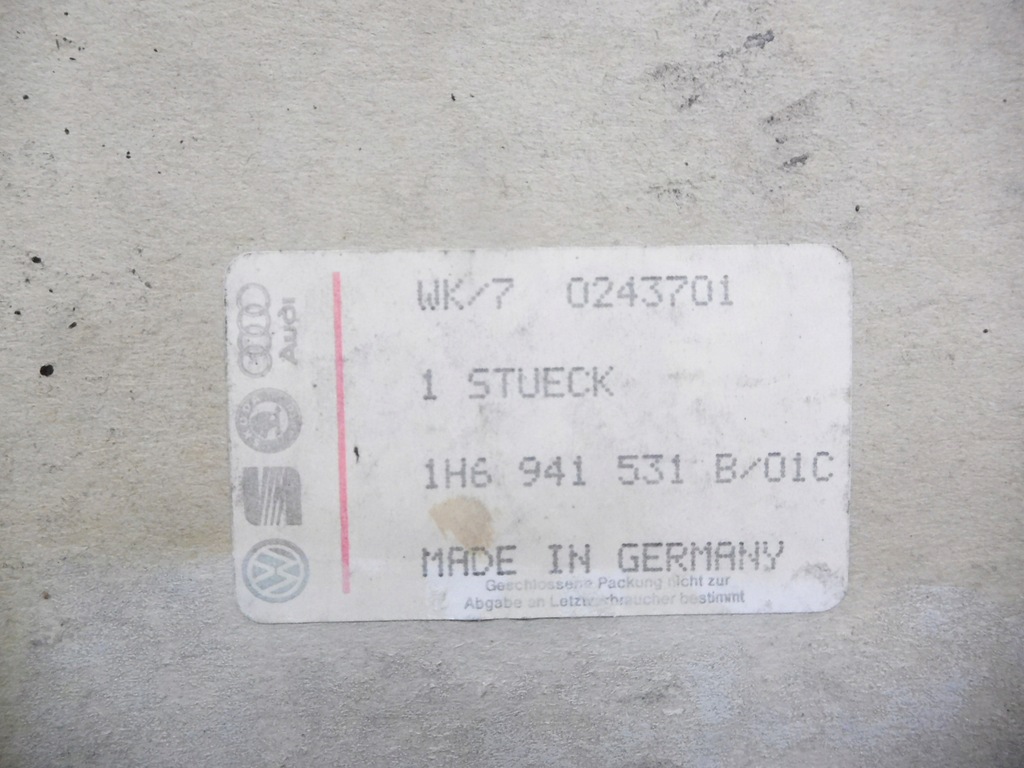 WK/7 0243701
1 STUECK
1H6 941 531 B/01C
MADE IN GERMANY
Geschlossene Packung nicht zur
Abgabe an Letztverbraucher bestimmt
Audi